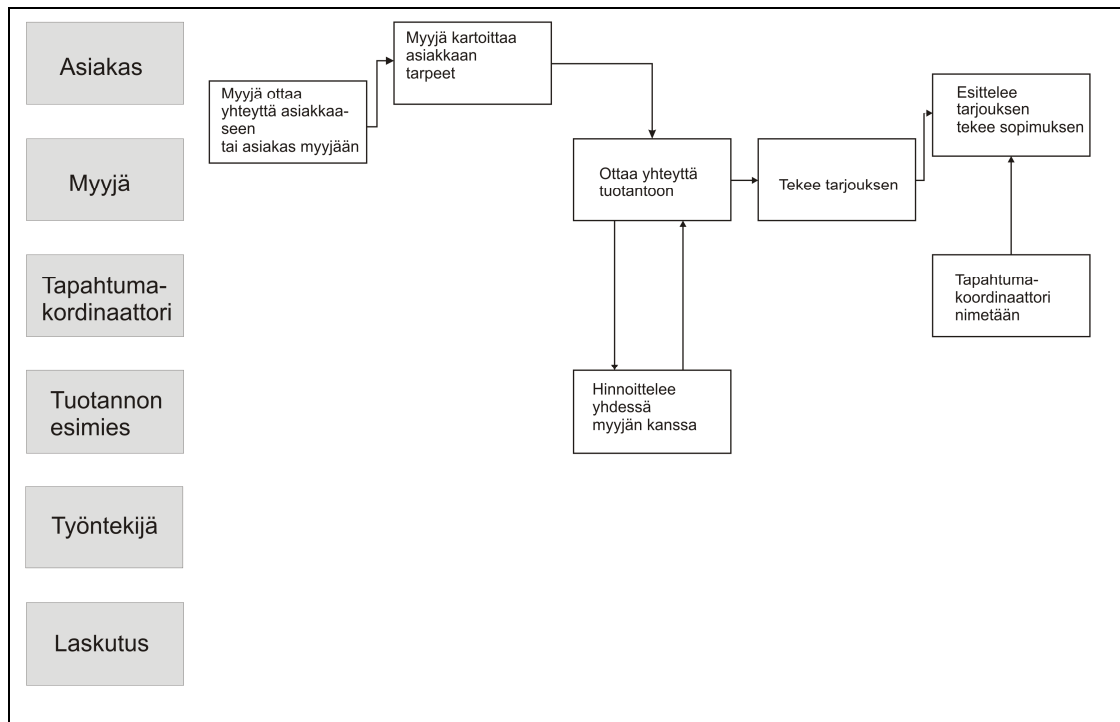 Asiakas
Myyjä
Tapahtuma-
kordinaattori
Tuotannon
esimies
Työntekijä
Laskutus
Myyjä ottaa
yhteyttä asiakkaa-
seen
tai asiakas myyjään
Myyjä kartoittaa
asiakkaan
tarpeet
Ottaa yhteyttä
tuotantoon
Hinnoittelee
yhdessä
myyjän kanssa
Tekee tarjouksen
Esittelee
tarjouksen
tekee sopimuksen
Tapahtuma-
koordinaattori
nimetään